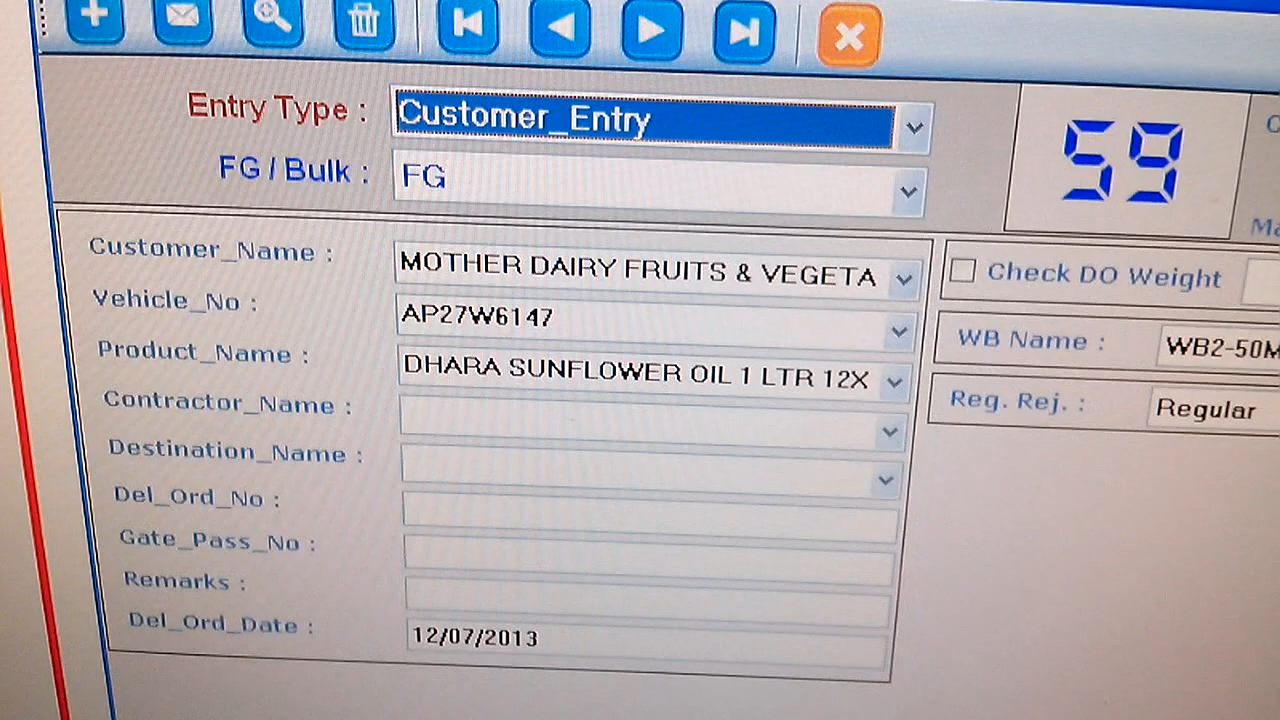 Entry Type : Customer_Entry
FG / Bulk : FG
59
Customer_Name : MOTHER DAIRY FRUITS & VEGETA
Vehicle_No : AP27W6147
Product_Name : DHARA SUNFLOWER OIL 1 LTR 12X
Contractor_Name :
Destination_Name :
Del_Ord_No :
Gate_Pass_No :
Remarks :
Del_Ord_Date : 12/07/2013
Check DO Weight
WB Name : WB2-50M
Reg. Rej. : Regular